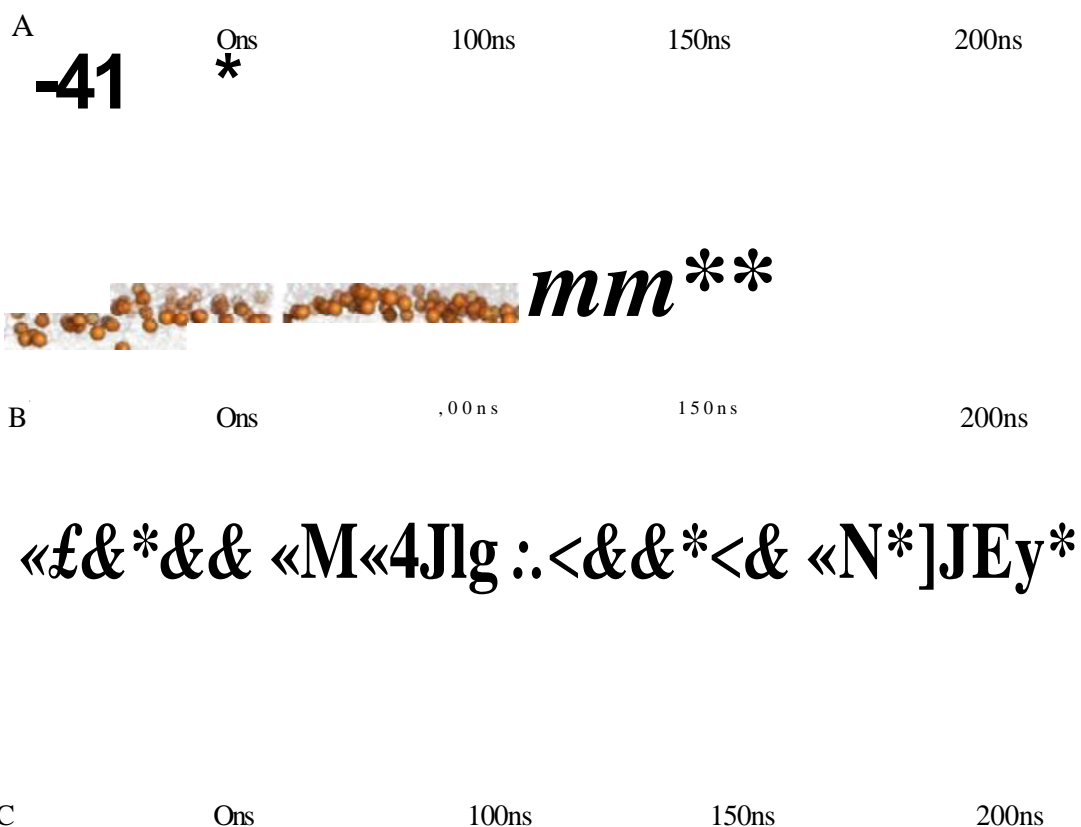 A
Ons 100ns 150ns 200ns
-41 *
mm**
B Ons ,00ns 150ns 200ns
«£&*&& «M«4Jlg :.<&&*<& «N*]JEy*
C Ons 100ns 150ns 200ns